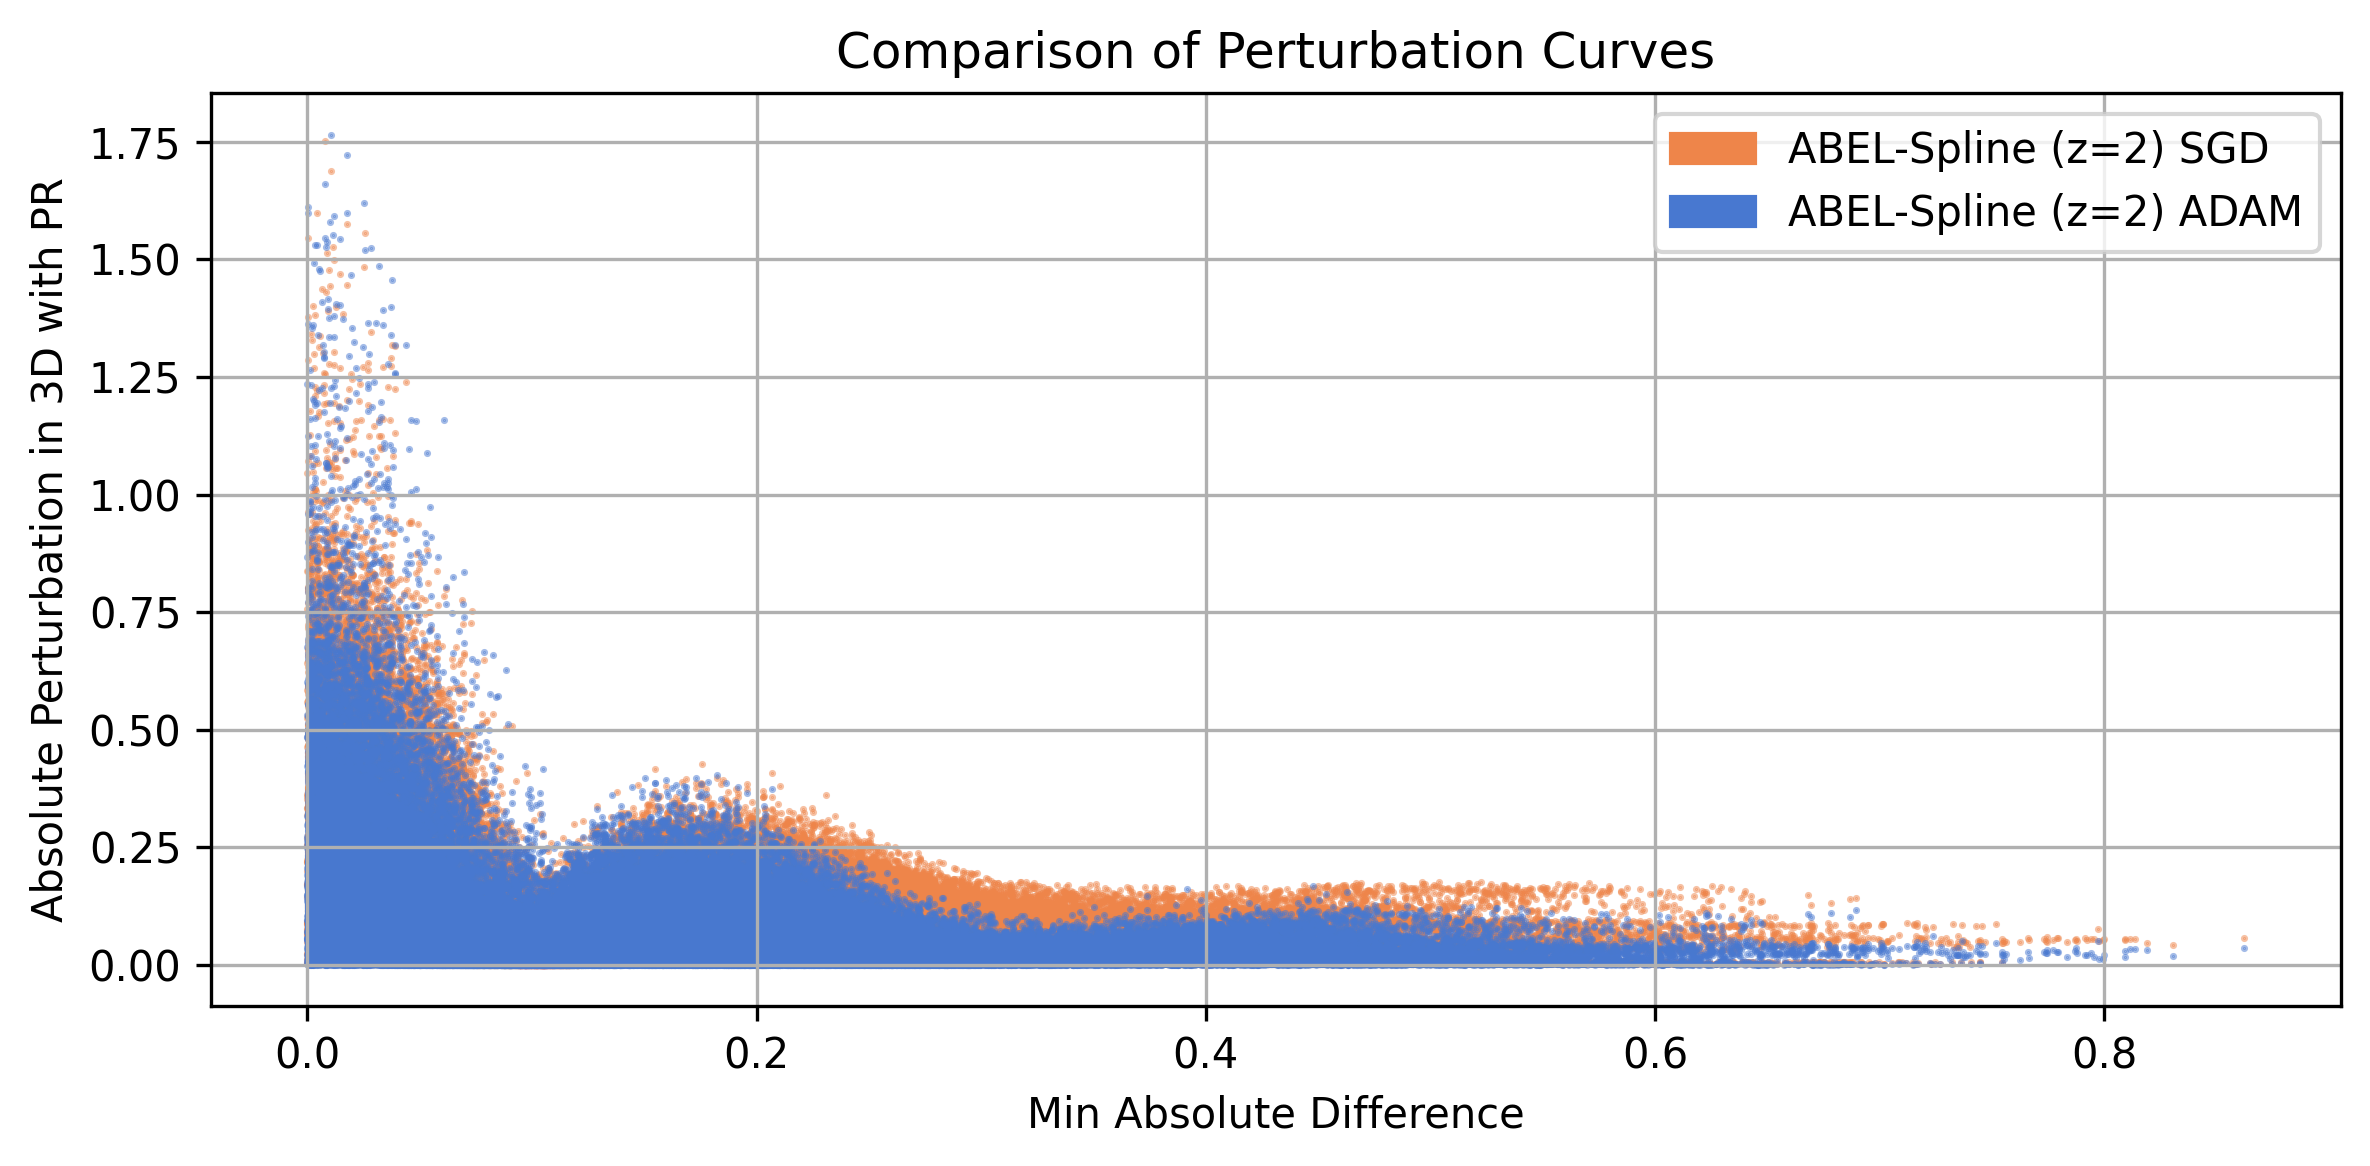 Comparison of Perturbation Curves
ABEL-Spline (z=2) SGD
ABEL-Spline (z=2) ADAM
Absolute Perturbation in 3D with PR
1.75
1.50
1.25
1.00
0.75
0.50
0.25
0.00
0.0 0.2 0.4 0.6 0.8
Min Absolute Difference